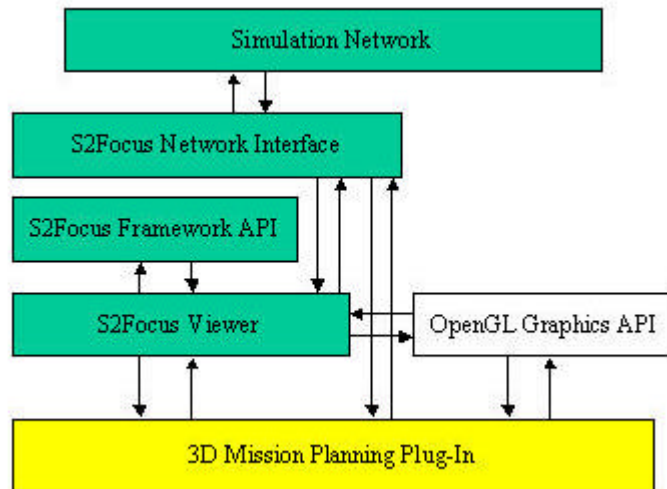 Simulation Network
S2Focus Network Interface
S2Focus Framework API
S2Focus Viewer
OpenGL Graphics API
3D Mission Planning Plug-In